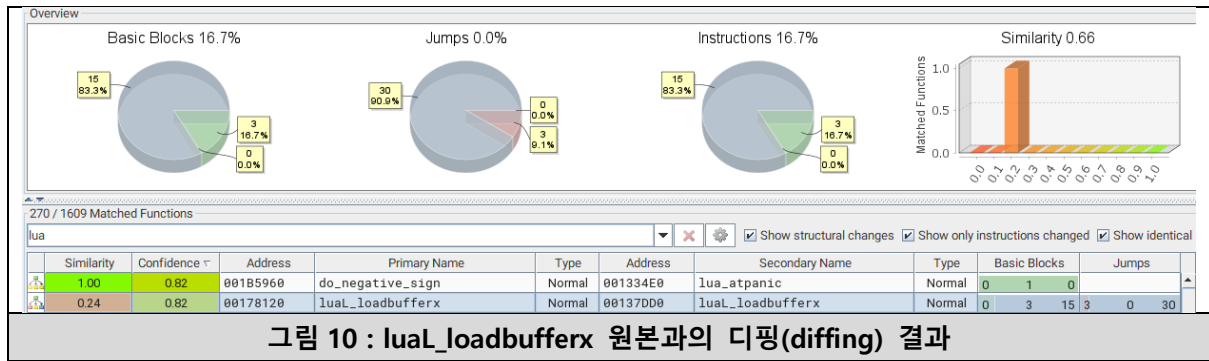 Overview
Basic Blocks 16.7%
Jumps 0.0%
Instructions 16.7%
Similarity 0.66
15
83.3%
3
16.7%
0
0.0%
30
90.9%
0
0.0%
3
9.1%
15
83.3%
3
16.7%
0
0.0%
Matched Functions
1.0
0.5
0.0
0.0 0.1 0.2 0.3 0.4 0.5 0.6 0.7 0.8 0.9 1.0
270 / 1609 Matched Functions
lua
Show structural changes Show only instructions changed Show identical
Similarity Confidence Address Primary Name Type Address Secondary Name Type Basic Blocks Jumps
1.00 0.82 001B5960 do_negative_sign Normal 001334E0 lua_atpanic Normal 0 1 0
0.24 0.82 00178120 luaL_loadbufferx Normal 00137DD0 luaL_loadbufferx Normal 0 3 15 3 0 30
그림 10 : luaL_loadbufferx 원본과의 디핑(diffing) 결과